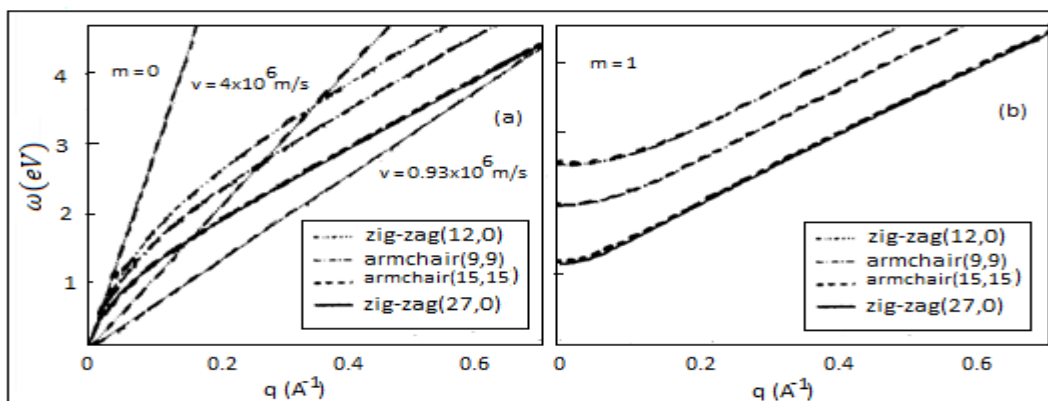 m = 0
v = 4x10⁶m/s
(a)
v = 0.93x10⁶m/s
ω(eV)
4
3
2
1
zig-zag(12,0)
armchair(9,9)
armchair(15,15)
zig-zag(27,0)
0
0.2
0.4
0.6
q (A⁻¹)
m = 1
(b)
zig-zag(12,0)
armchair(9,9)
armchair(15,15)
zig-zag(27,0)
0
0.2
0.4
0.6
q (A⁻¹)